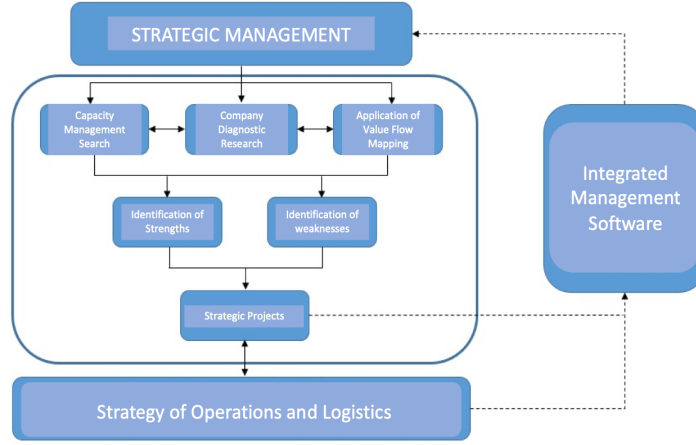 STRATEGIC MANAGEMENT
Capacity
Management
Search
Company
Diagnostic
Research
Application of
Value Flow
Mapping
Integrated
Management
Software
Identification of
Strengths
Identification of
weaknesses
Strategic Projects
Strategy of Operations and Logistics